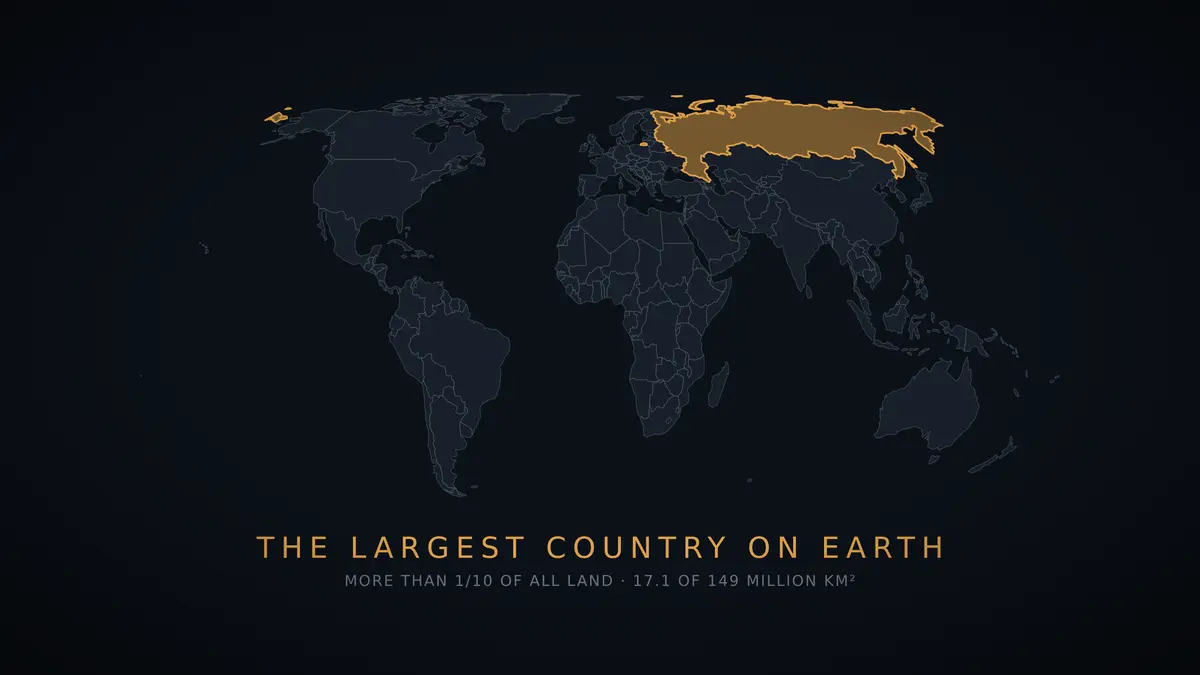 THE LARGEST COUNTRY ON EARTH
MORE THAN 1/10 OF ALL LAND · 17.1 OF 149 MILLION KM²